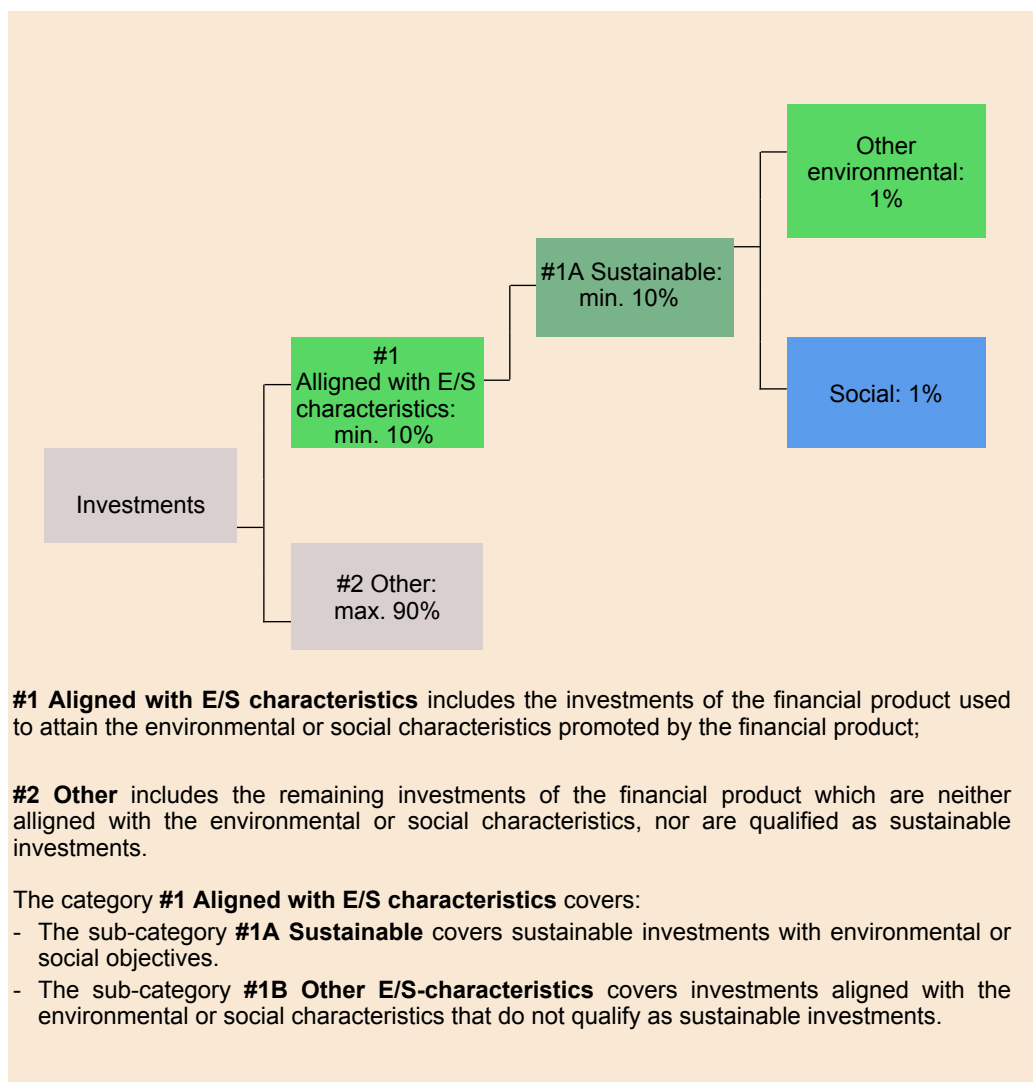 Other
environmental:
1%
#1A Sustainable:
min. 10%
#1
Alligned with E/S
characteristics:
min. 10%
Social: 1%
Investments
#2 Other:
max. 90%
#1 Aligned with E/S characteristics includes the investments of the financial product used
to attain the environmental or social characteristics promoted by the financial product;
#2 Other includes the remaining investments of the financial product which are neither
alligned with the environmental or social characteristics, nor are qualified as sustainable
investments.
The category #1 Aligned with E/S characteristics covers:
- The sub-category #1A Sustainable covers sustainable investments with environmental or
social objectives.
- The sub-category #1B Other E/S-characteristics covers investments aligned with the
environmental or social characteristics that do not qualify as sustainable investments.